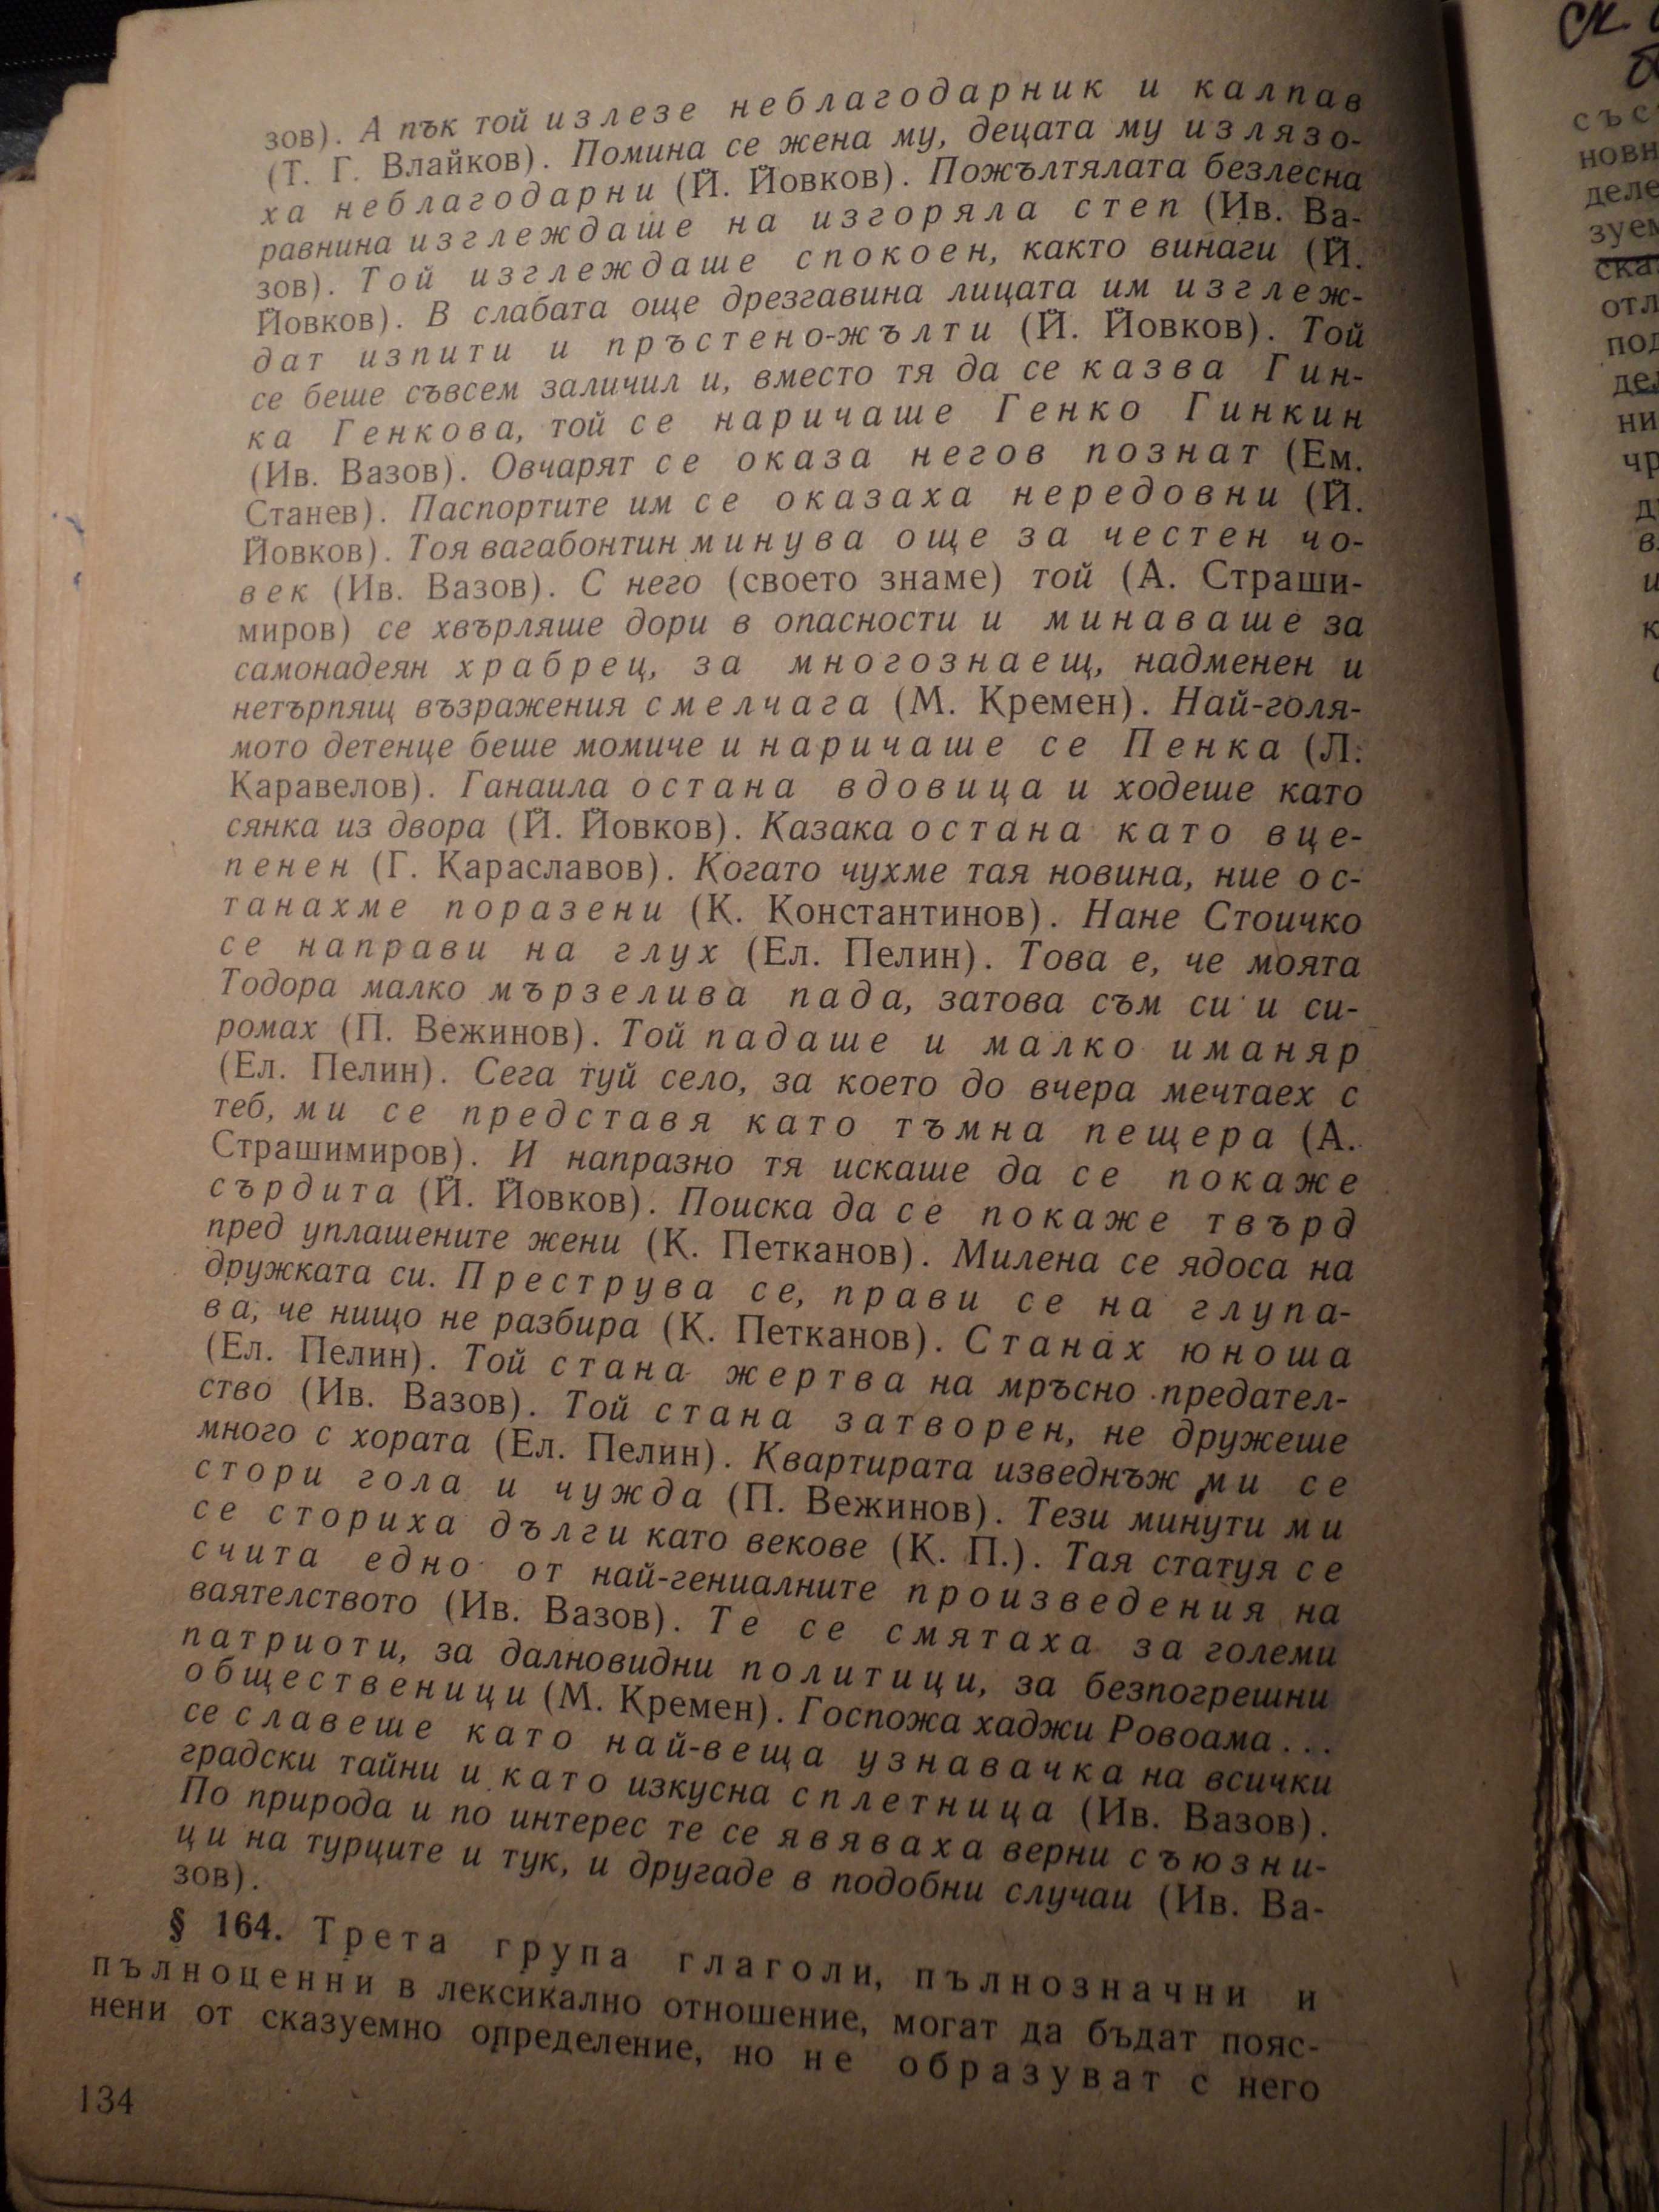 зов). А пък той излезе неблагодарник и калпав
(Т. Г. Влайков). Помина се жена му, децата му излязо-
ха неблагодарни (Й. Йовков). Пожълтялата безлесна
равнина изглеждаше на изгоряла степ (Ив. Ва-
зов). Той изглеждаше спокоен, както винаги (Й.
Йовков). В слабата още дрезгавина лицата им изглеж-
дат изпити и пръстено-жълти (Й. Йовков). Той
се беше съвсем заличил и, вместо тя да се казва Гин-
ка Генкова, той се наричаше Генко Гинкин
(Ив. Вазов). Овчарят се оказа негов познат (Ем.
Станев). Паспортите им се оказаха нередовни (Й.
Йовков). Тоя вагабонтин минува още за честен чо-
век (Ив. Вазов). С него (своето знаме) той (А. Страши-
миров) се хвърляше дори в опасности и минаваше за
самонадеян храбрец, за многознаещ, надменен и
нетърпящ възражения смелчага (М. Кремен). Най-голя-
мото детенце беше момиче и наричаше се Пенка (Л.
Каравелов). Ганаила остана вдовица и ходеше като
сянка из двора (Й. Йовков). Казака остана като вце-
пенен (Г. Караславов). Когато чухме тая новина, ние ос-
танахме поразени (К. Константинов). Нане Стоичко
се направи на глух (Ел. Пелин). Това е, че моята
Тодора малко мързелива пада, затова съм си и си-
ромах (П. Вежинов). Той падаше и малко иманяр
(Ел. Пелин). Сега туй село, за което до вчера мечтаех с
теб, ми се представя като тъмна пещера (А.
Страшимиров). И напразно тя искаше да се покаже
сърдита (Й. Йовков). Поиска да се покаже твърд
пред уплашените жени (К. Петканов). Милена се ядоса на
дружката си. Преструва се, прави се на глупа-
ва, че нищо не разбира (К. Петканов). Станах юноша
(Ел. Пелин). Той стана жертва на мръсно предател-
ство (Ив. Вазов). Той стана затворен, не дружеше
много с хората (Ел. Пелин). Квартирата изведнъж ми се
стори гола и чужда (П. Вежинов). Тези минути ми
се сториха дълги като векове (К. П.). Тая статуя се
счита едно от най-гениалните произведения на
ваятелството (Ив. Вазов). Те се смятаха за големи
патриоти, за далновидни политици, за безпогрешни
общественици (М. Кремен). Госпожа хаджи Ровоама...
се славеше като най-веща узнавачка на всички
градски тайни и като изкусна сплетница (Ив. Вазов).
По природа и по интерес те се явяваха верни съюзни-
ци на турците и тук, и другаде в подобни случаи (Ив. Ва-
зов).
§ 164. Трета група глаголи, пълнозначни и
пълноценни в лексикално отношение, могат да бъдат пояс-
нени от сказуемно определение, но не образуват с него
134